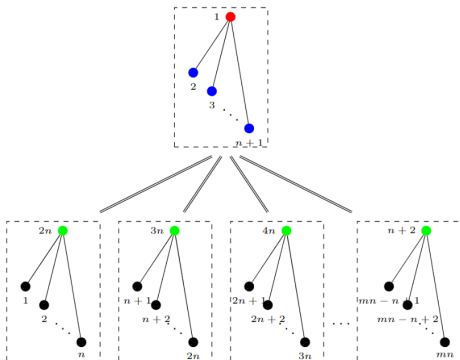 1
2
3
n + 1
2n 3n 4n n + 2
1 n + 1 2n + 1 mn − n + 1
2 n + 2 2n + 2 mn − n + 2
...
n 2n 3n mn